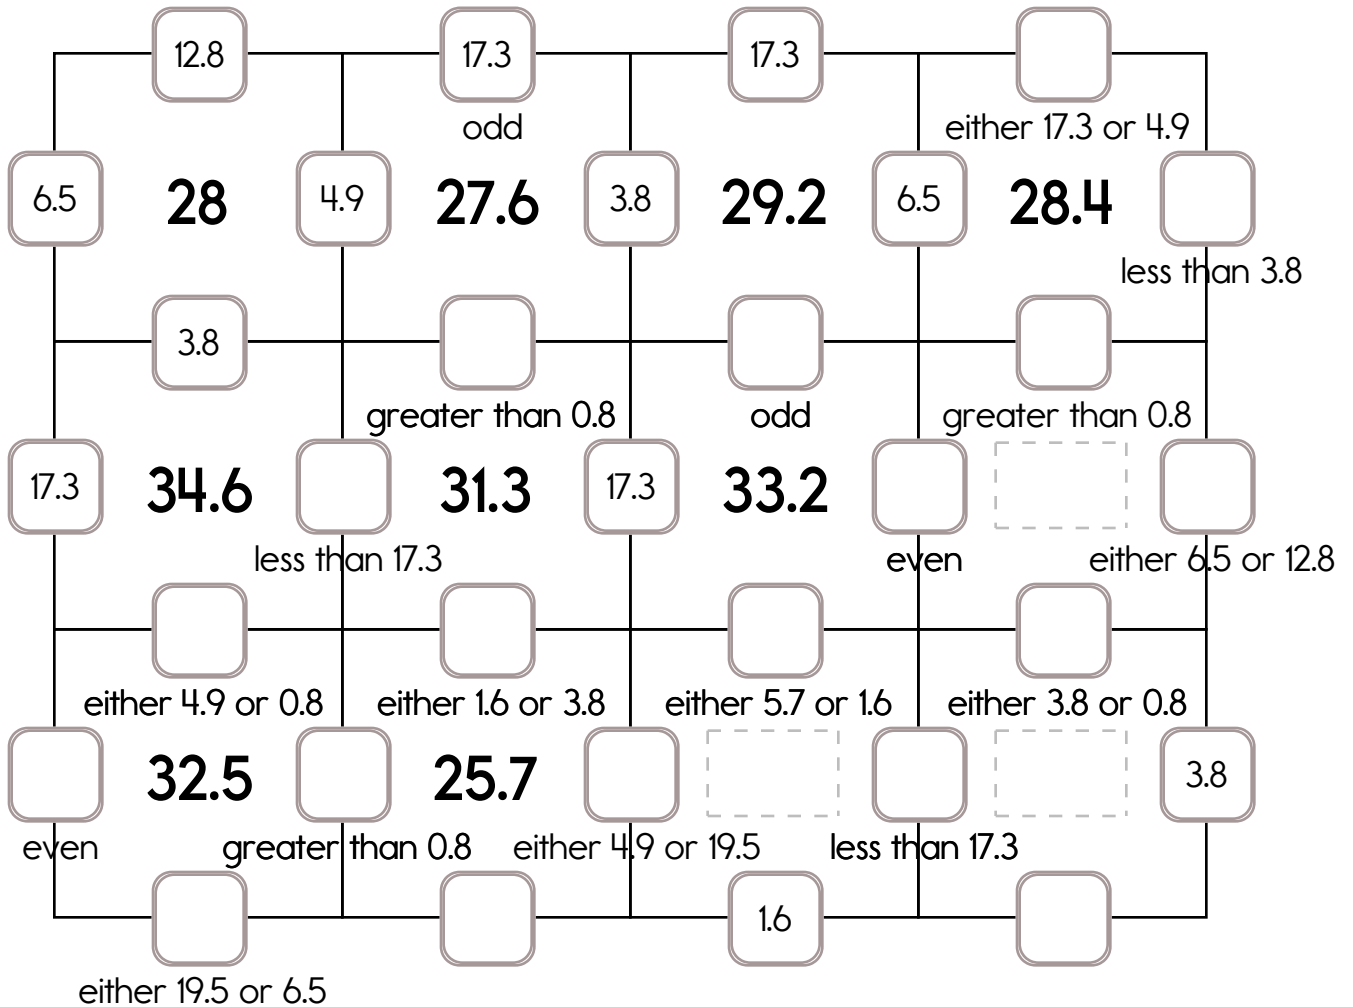 12.8 17.3 17.3
odd either 17.3 or 4.9
6.5 28 4.9 27.6 3.8 29.2 6.5 28.4
less than 3.8
3.8
greater than 0.8 odd greater than 0.8
17.3 34.6 31.3 17.3 33.2
less than 17.3 even either 6.5 or 12.8
either 4.9 or 0.8 either 1.6 or 3.8 either 5.7 or 1.6 either 3.8 or 0.8
32.5 25.7 3.8
even greater than 0.8 either 4.9 or 19.5 less than 17.3
1.6
either 19.5 or 6.5